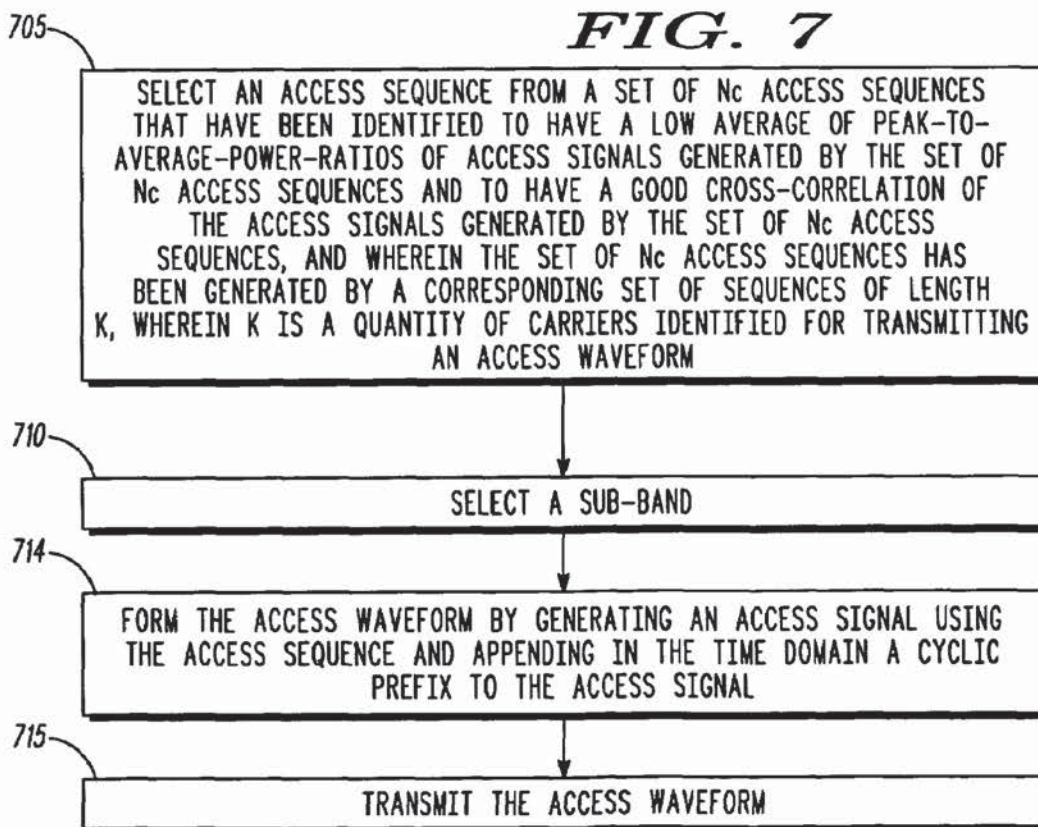 FIG. 7
705
SELECT AN ACCESS SEQUENCE FROM A SET OF Nc ACCESS SEQUENCES
THAT HAVE BEEN IDENTIFIED TO HAVE A LOW AVERAGE OF PEAK-TO-
AVERAGE-POWER-RATIOS OF ACCESS SIGNALS GENERATED BY THE SET OF
Nc ACCESS SEQUENCES AND TO HAVE A GOOD CROSS-CORRELATION OF
THE ACCESS SIGNALS GENERATED BY THE SET OF Nc ACCESS
SEQUENCES, AND WHEREIN THE SET OF Nc ACCESS SEQUENCES HAS
BEEN GENERATED BY A CORRESPONDING SET OF SEQUENCES OF LENGTH
K, WHEREIN K IS A QUANTITY OF CARRIERS IDENTIFIED FOR TRANSMITTING
AN ACCESS WAVEFORM
710
SELECT A SUB-BAND
714
FORM THE ACCESS WAVEFORM BY GENERATING AN ACCESS SIGNAL USING
THE ACCESS SEQUENCE AND APPENDING IN THE TIME DOMAIN A CYCLIC
PREFIX TO THE ACCESS SIGNAL
715
TRANSMIT THE ACCESS WAVEFORM